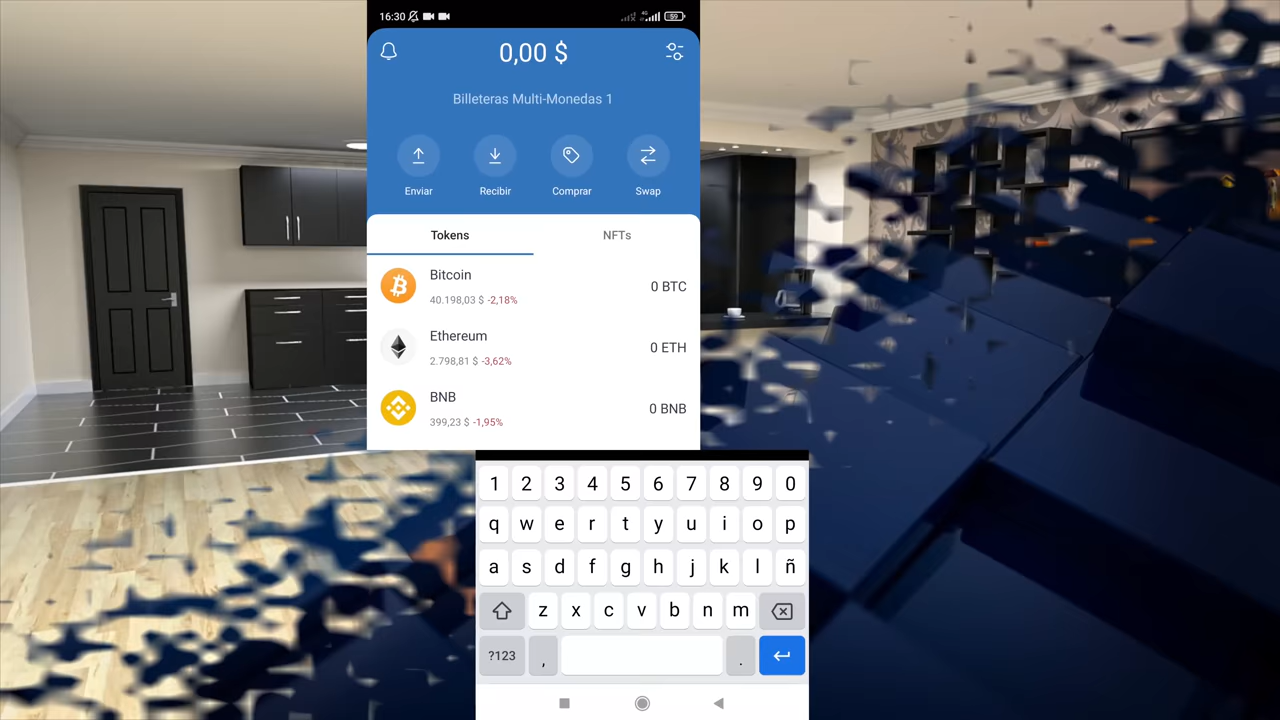 16:30 4G 59
0,00 $
Billeteras Multi-Monedas 1
Enviar Recibir Comprar Swap
Tokens NFTs
Bitcoin
40.198,03 $ -2,18% 0 BTC
Ethereum
2.798,81 $ -3,62% 0 ETH
BNB
399,23 $ -1,95% 0 BNB
1 2 3 4 5 6 7 8 9 0
q w e r t y u i o p
a s d f g h j k l ñ
z x c v b n m
?123 , .